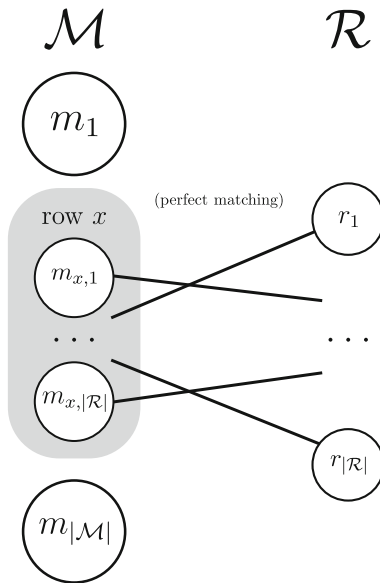 ℳ ℛ
m₁
(perfect matching)
row x
r₁
mₓ,₁
· · · · · ·
mₓ,|ℛ|
r|ℛ|
m|ℳ|